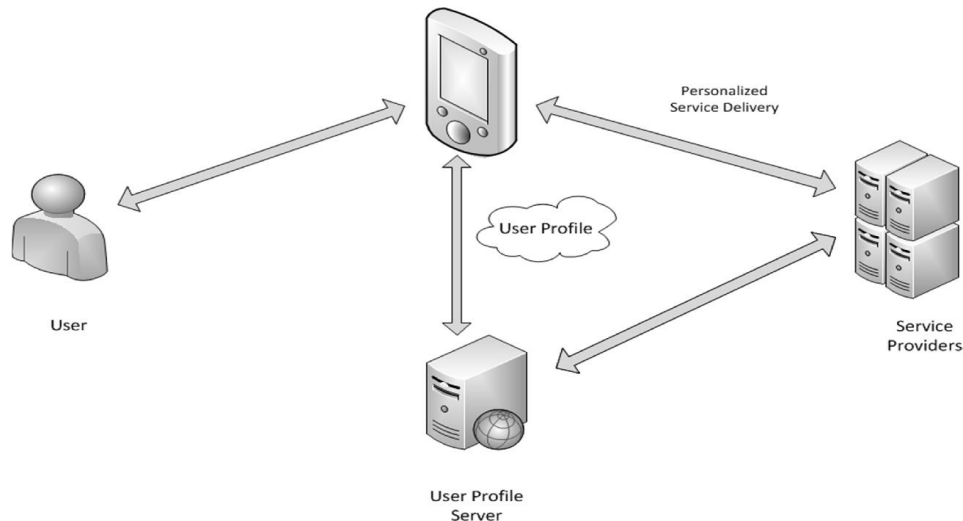 Personalized
Service Delivery
User Profile
User
Service
Providers
User Profile
Server